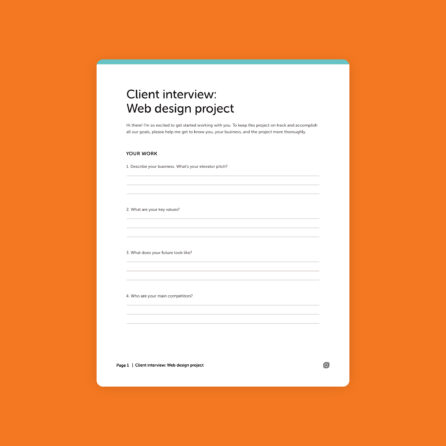 Client interview:
Web design project
Hi there! I'm so excited to get started working with you. To keep this project on track and accomplish
all our goals, please help me get to know you, your business, and the project more thoroughly.
YOUR WORK
1. Describe your business. What's your elevator pitch?
2. What are your key values?
3. What does your future look like?
4. Who are your main competitors?
Page 1 | Client interview: Web design project